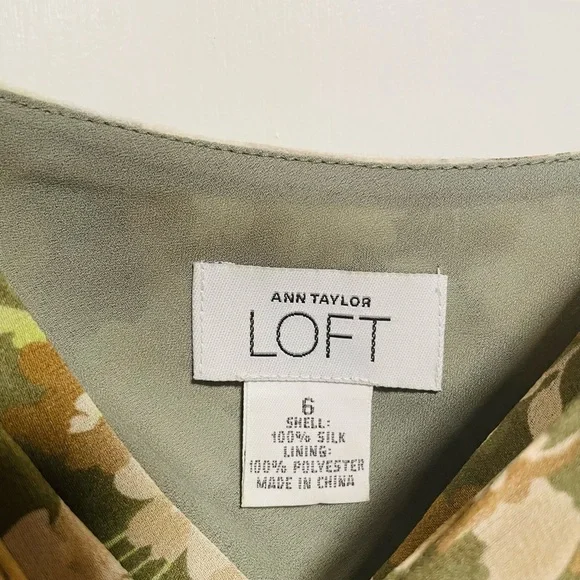 ANN TAYLOR
LOFT
6
SHELL:
100% SILK
LINING:
100% POLYESTER
MADE IN CHINA